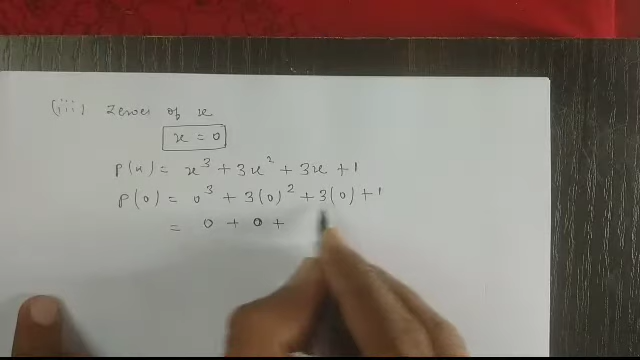 (iii) Zeroes of x
x = 0
P(x) = x³ + 3x² + 3x + 1
P(0) = 0³ + 3(0)² + 3(0) + 1
= 0 + 0 +